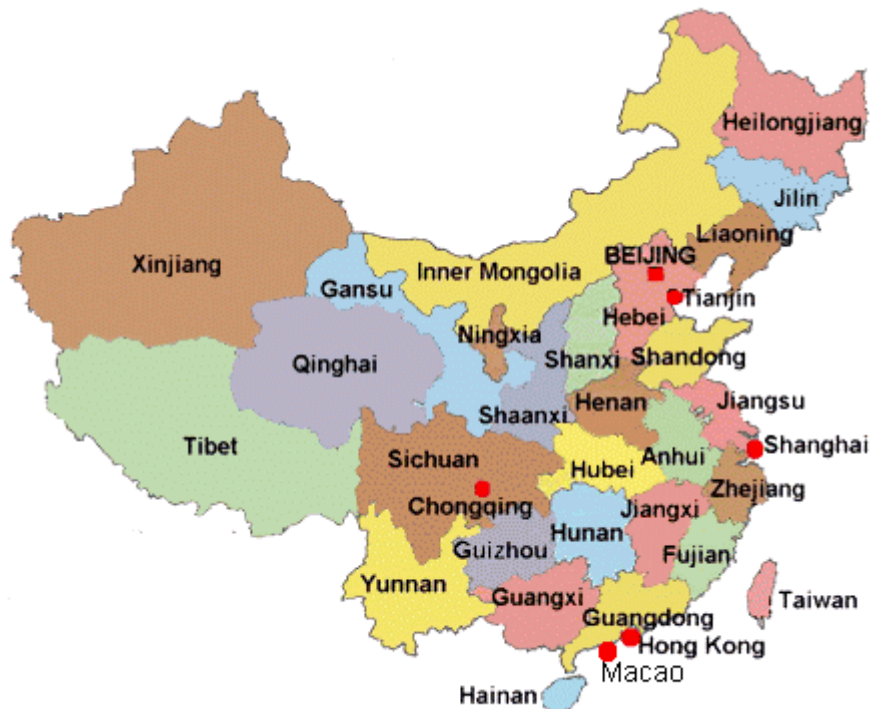 Heilongjiang
Jilin
Liaoning
BEIJING
Xinjiang
Inner Mongolia
Gansu
Tianjin
Hebei
Ningxia
Qinghai
Shanxi
Shandong
Jiangsu
Shaanxi
Henan
Tibet
Sichuan
Hubei
Anhui
Shanghai
Zhejiang
Chongqing
Jiangxi
Hunan
Guizhou
Fujian
Yunnan
Guangxi
Taiwan
Guangdong
Hong Kong
Macao
Hainan